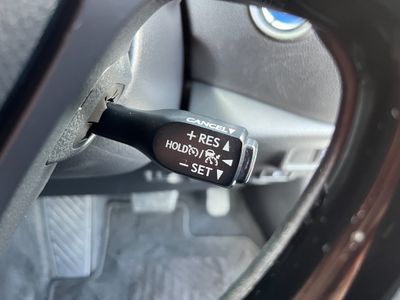 CANCEL
+ RES
HOLD /
- SET